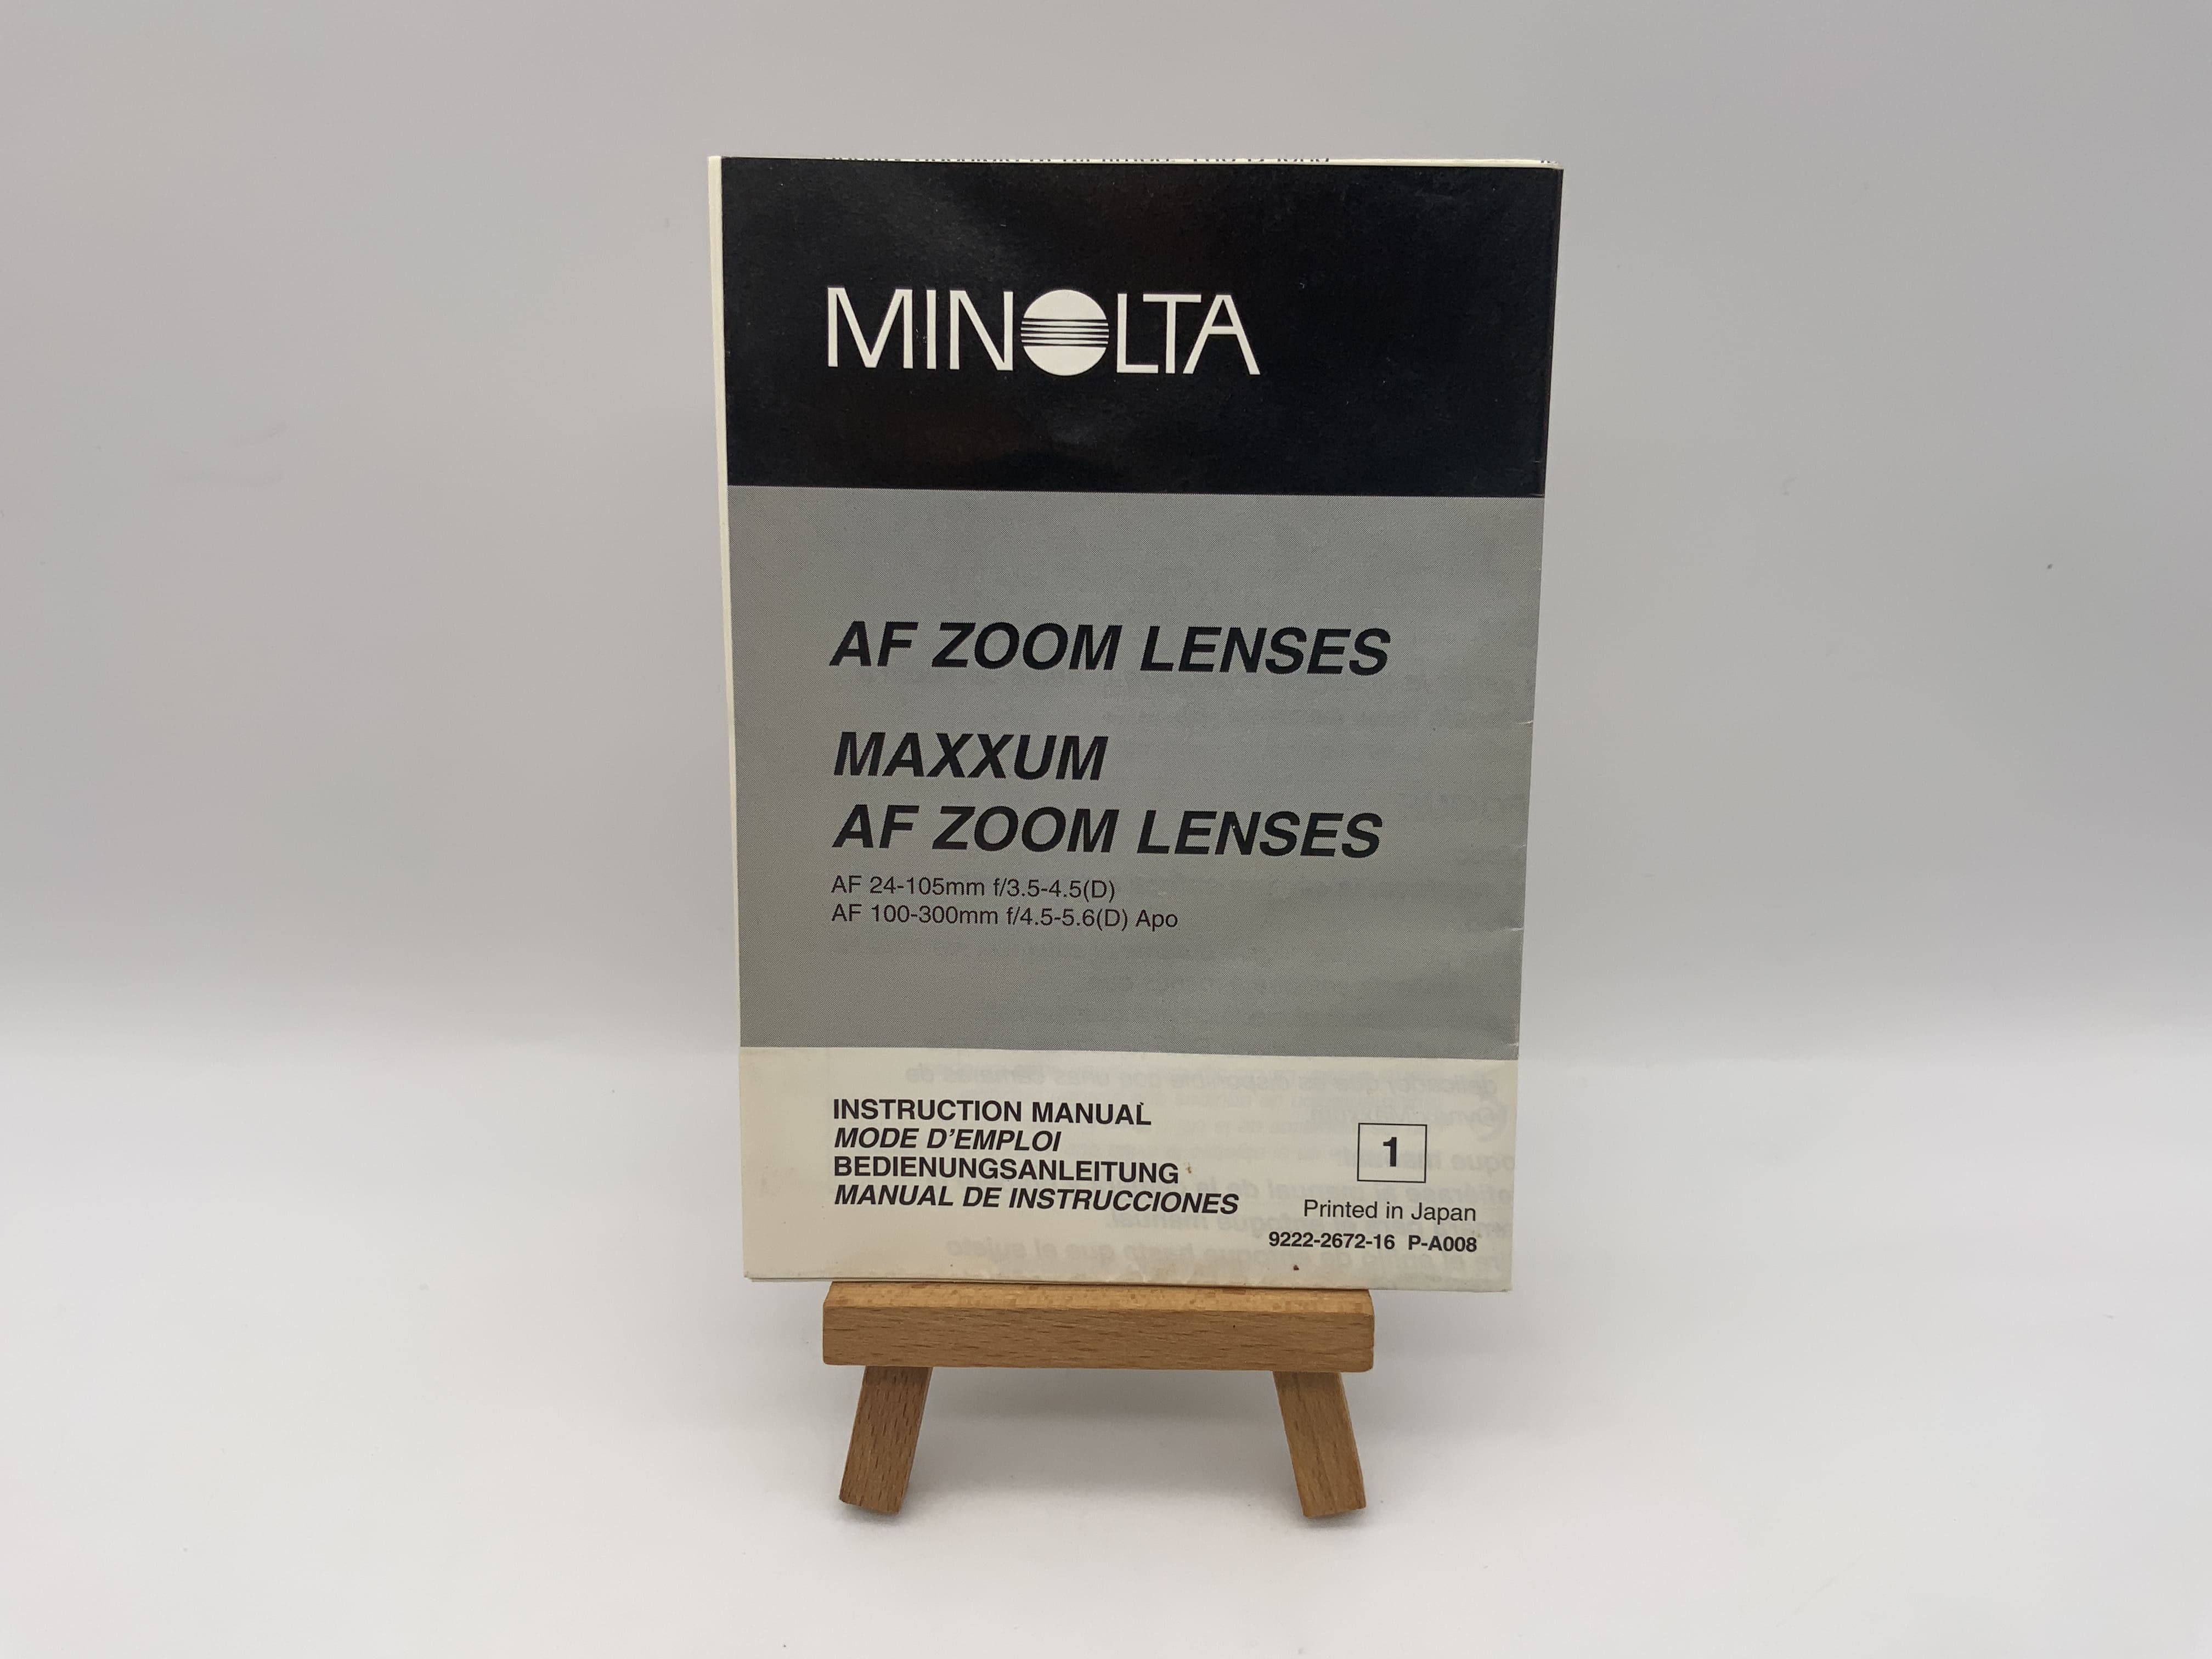 MINOLTA
AF ZOOM LENSES
MAXXUM
AF ZOOM LENSES
AF 24-105mm f/3.5-4.5(D)
AF 100-300mm f/4.5-5.6(D) Apo
INSTRUCTION MANUAL
MODE D'EMPLOI
BEDIENUNGSANLEITUNG
MANUAL DE INSTRUCCIONES
1
Printed in Japan
9222-2672-16 P-A008